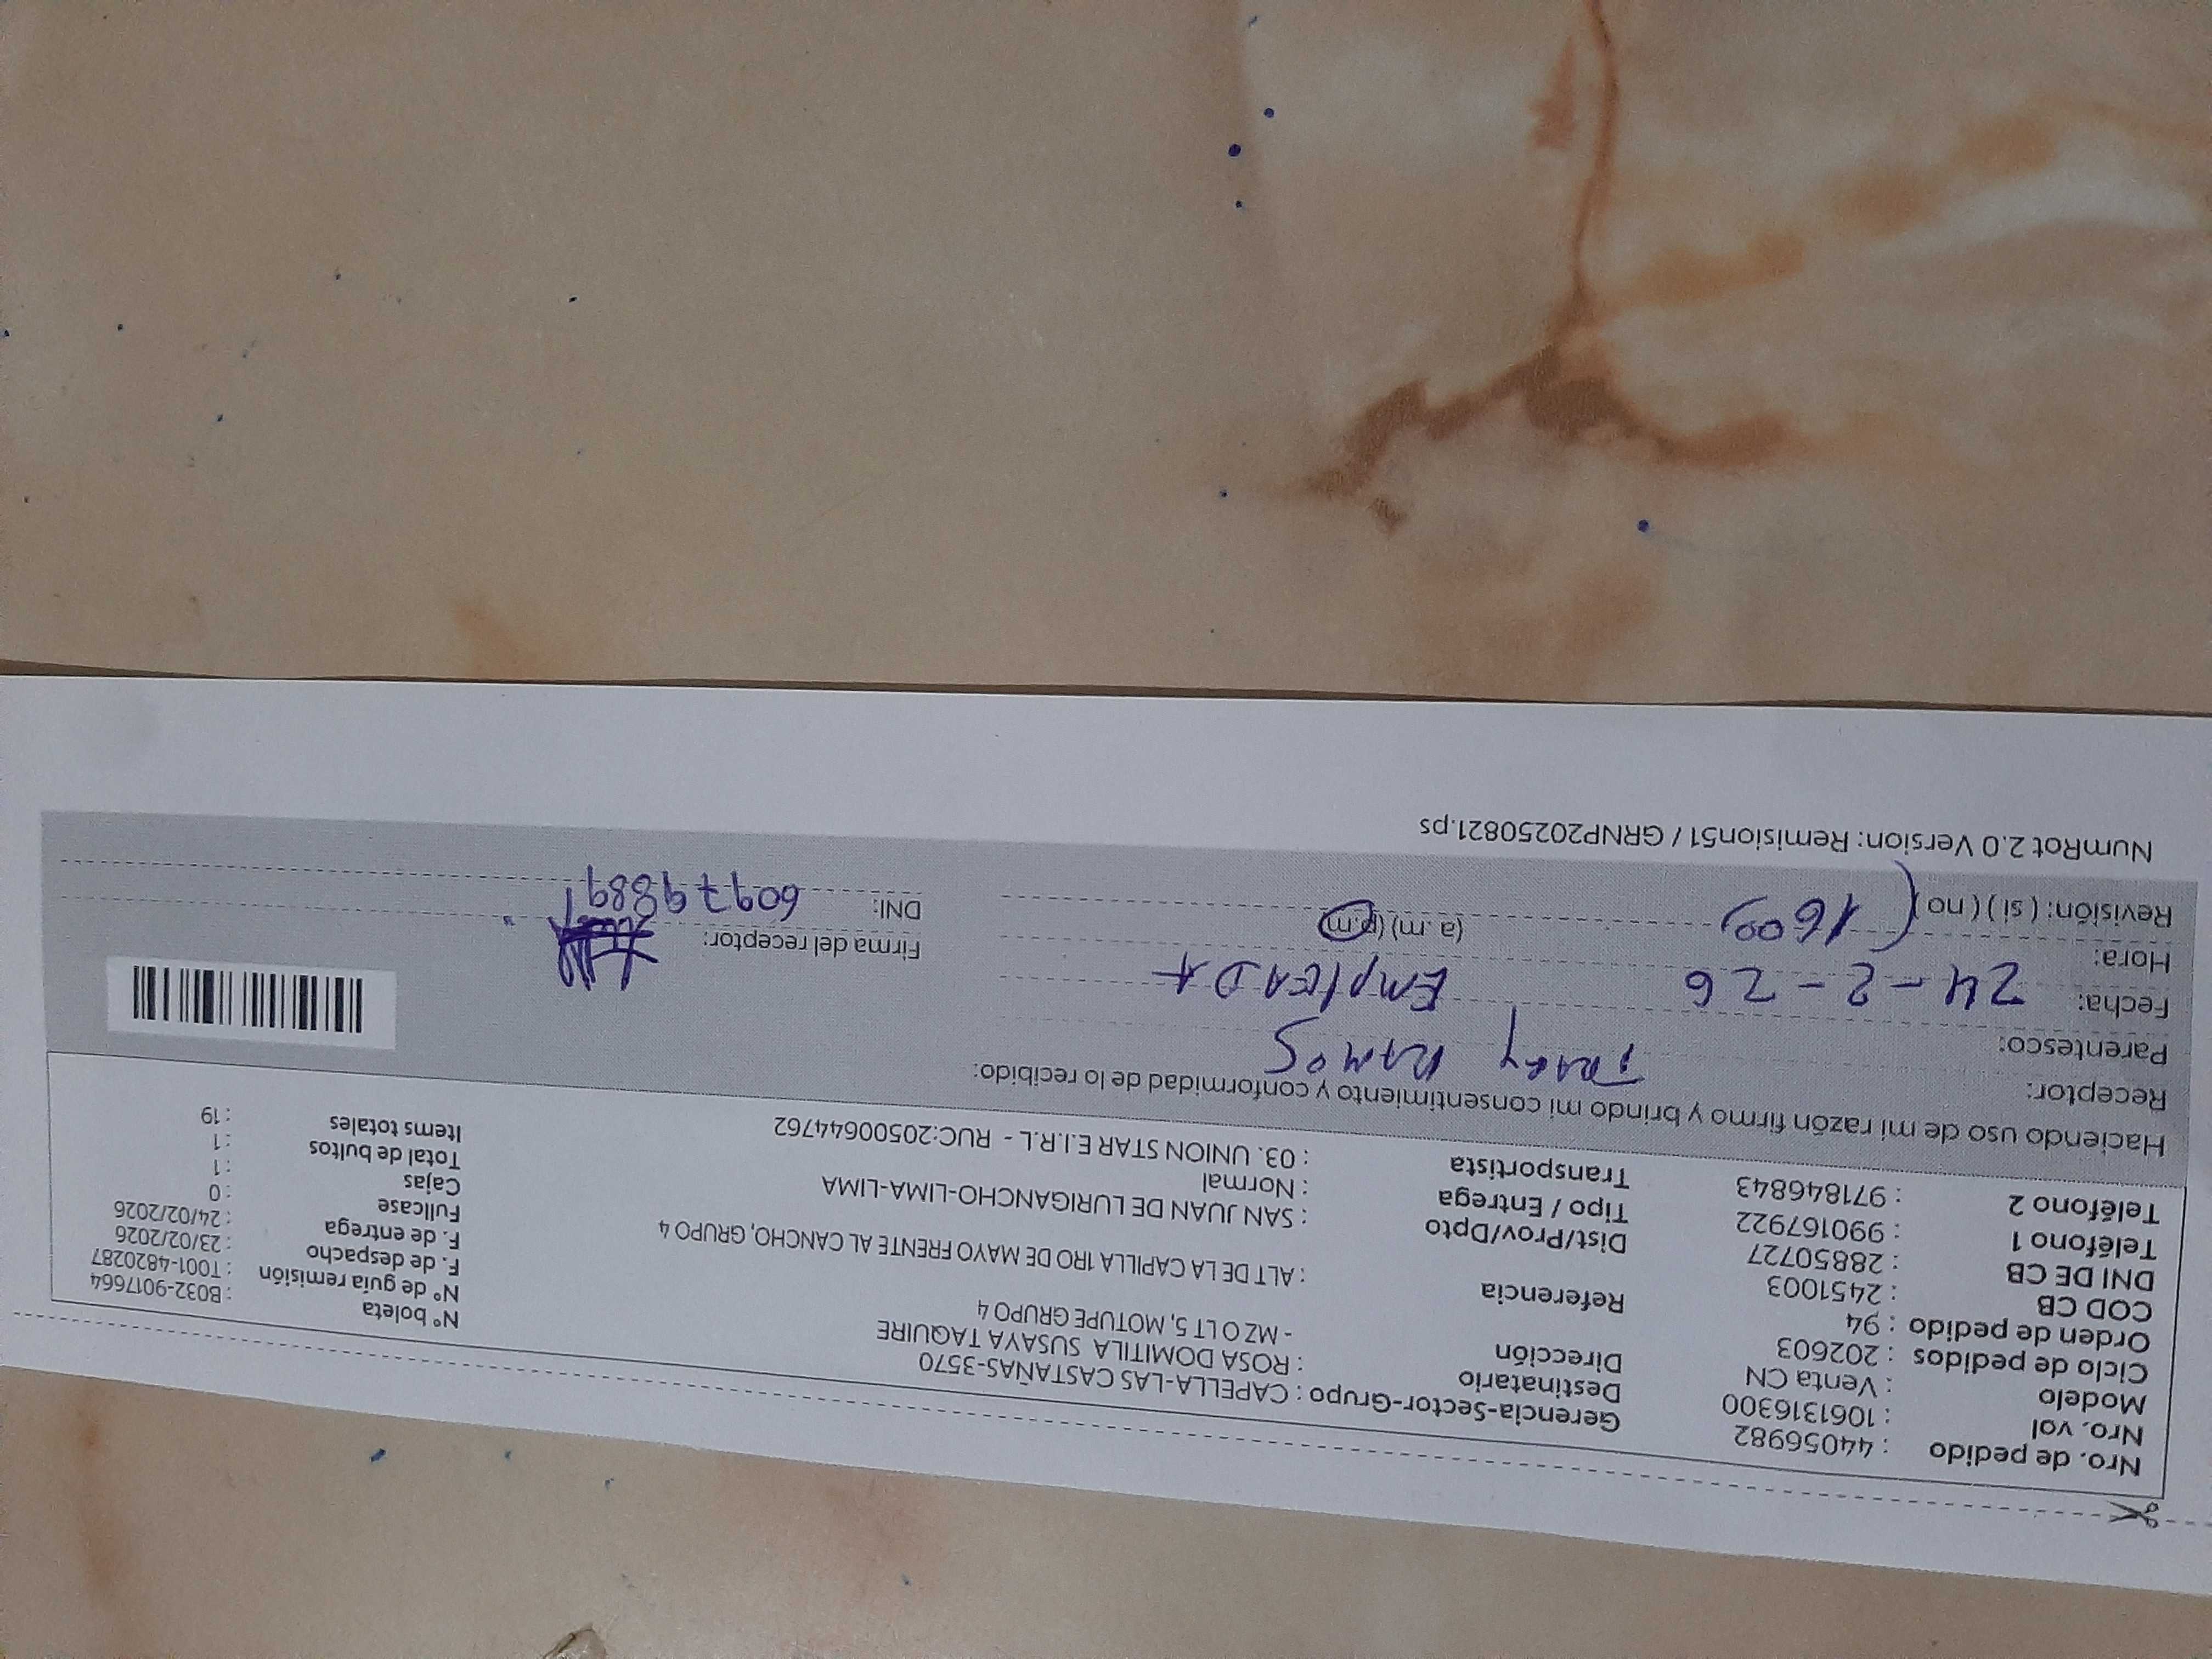 Nro. de pedido : 44056982
Nro. vol : 1061316300
Modelo : Venta CN
Ciclo de pedidos : 202603
Orden de pedido : 94
COD CB : 2451003
DNI DE CB : 28850727
Teléfono 1 : 990167922
Teléfono 2 : 971846843
Gerencia-Sector-Grupo : CAPELLA-LAS CASTAÑAS-3570
Destinatario : ROSA DOMITILA SUSAYA TAQUIRE
Dirección - MZ O LT 5, MOTUPE GRUPO 4
Referencia : ALT DE LA CAPILLA 1RO DE MAYO FRENTE AL CANCHO, GRUPO 4
Dist/Prov/Dpto : SAN JUAN DE LURIGANCHO-LIMA-LIMA
Tipo / Entrega : Normal
Transportista : 03. UNION STAR E.I.R.L - RUC:20500644762
N° boleta : B032-9017664
N° de guía remisión : T001-4820287
F. de despacho : 23/02/2026
F. de entrega : 24/02/2026
Fullcase : 0
Cajas : 1
Total de bultos : 1
Items totales : 19
Haciendo uso de mi razón firmo y brindo mi consentimiento y conformidad de lo recibido:
Receptor: RAMOS
Parentesco: EMPLEADA
Fecha: 24-2-26
Hora: 1600 (a .m) (p.m)
Revisión: ( si ) ( no )
Firma del receptor:
DNI: 60979889
NumRot 2.0 Version: Remision51 / GRNP20250821.ps